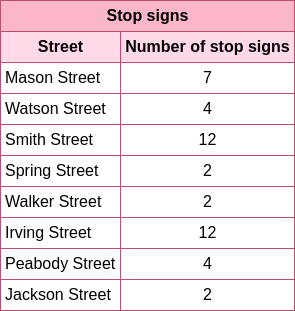 Stop signs
Street Number of stop signs
Mason Street 7
Watson Street 4
Smith Street 12
Spring Street 2
Walker Street 2
Irving Street 12
Peabody Street 4
Jackson Street 2